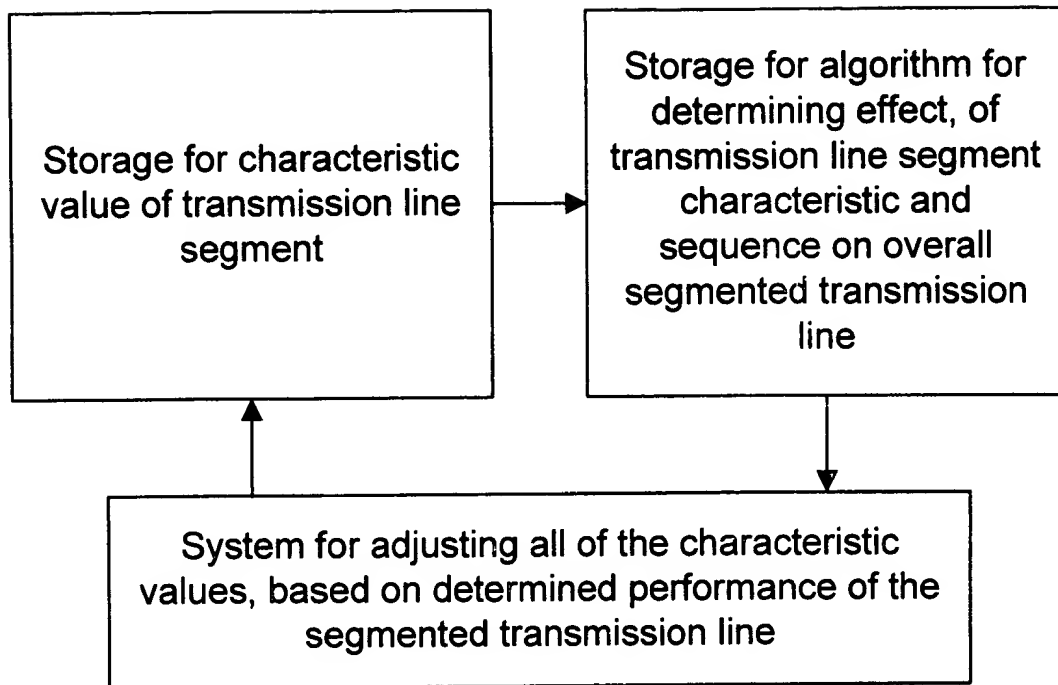 Storage for characteristic
value of transmission line
segment
Storage for algorithm for
determining effect, of
transmission line segment
characteristic and
sequence on overall
segmented transmission
line
System for adjusting all of the characteristic
values, based on determined performance of the
segmented transmission line